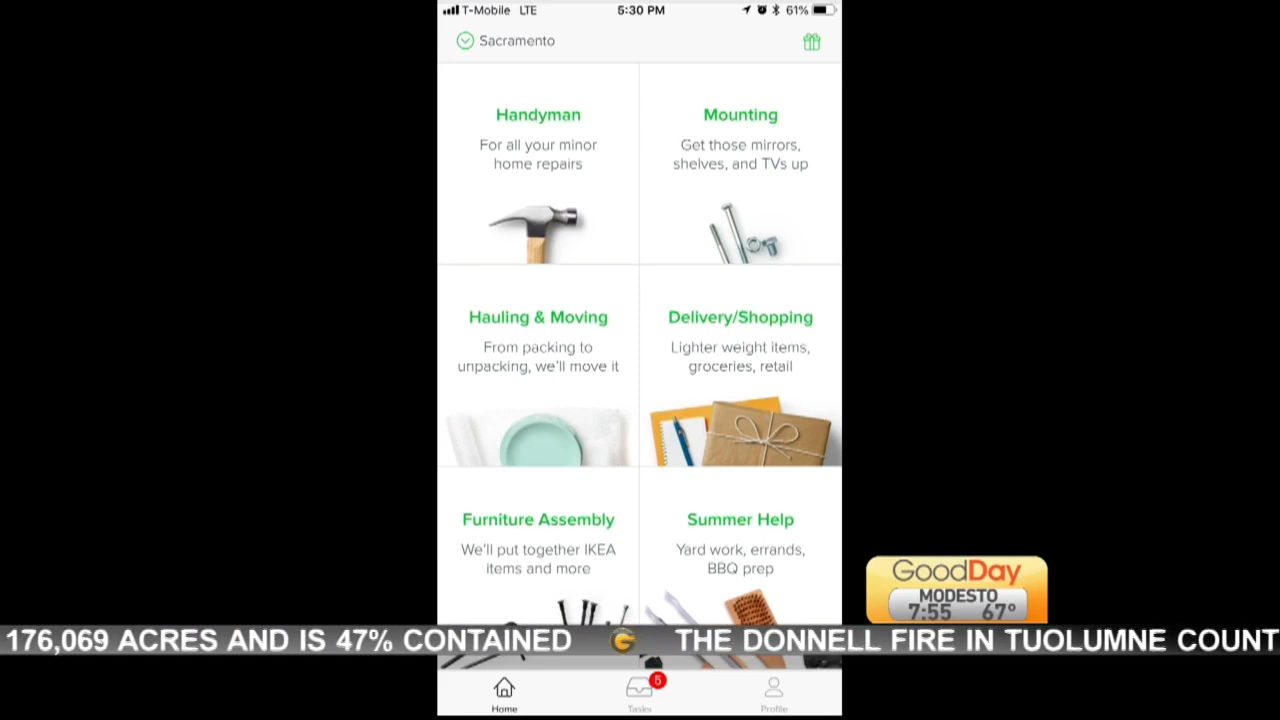 T-Mobile LTE 5:30 PM 61%
Sacramento
Handyman
For all your minor
home repairs
Mounting
Get those mirrors,
shelves, and TVs up
Hauling & Moving
From packing to
unpacking, we'll move it
Delivery/Shopping
Lighter weight items,
groceries, retail
Furniture Assembly
We'll put together IKEA
items and more
Summer Help
Yard work, errands,
BBQ prep
GoodDay
MODESTO
7:55 67°
176,069 ACRES AND IS 47% CONTAINED THE DONNELL FIRE IN TUOLUMNE COUNT
5
Home Tasks Profile